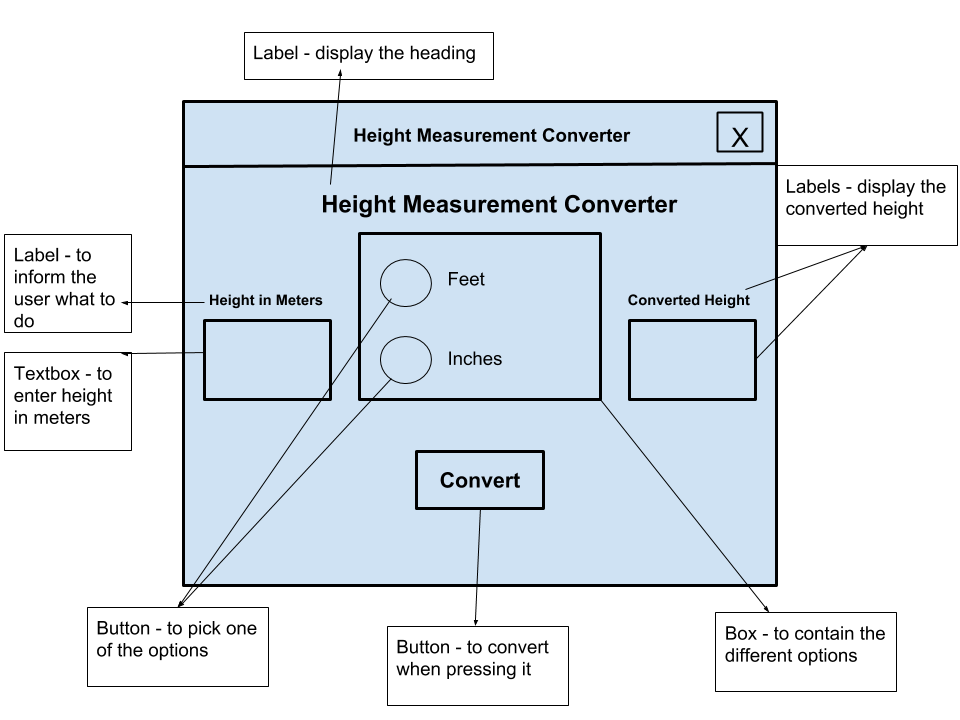 Label - display the heading
Height Measurement Converter
X
Height Measurement Converter
Labels - display the
converted height
Label - to
inform the
user what to
do
Height in Meters
Feet
Inches
Converted Height
Textbox - to
enter height
in meters
Convert
Button - to pick one
of the options
Button - to convert
when pressing it
Box - to contain the
different options